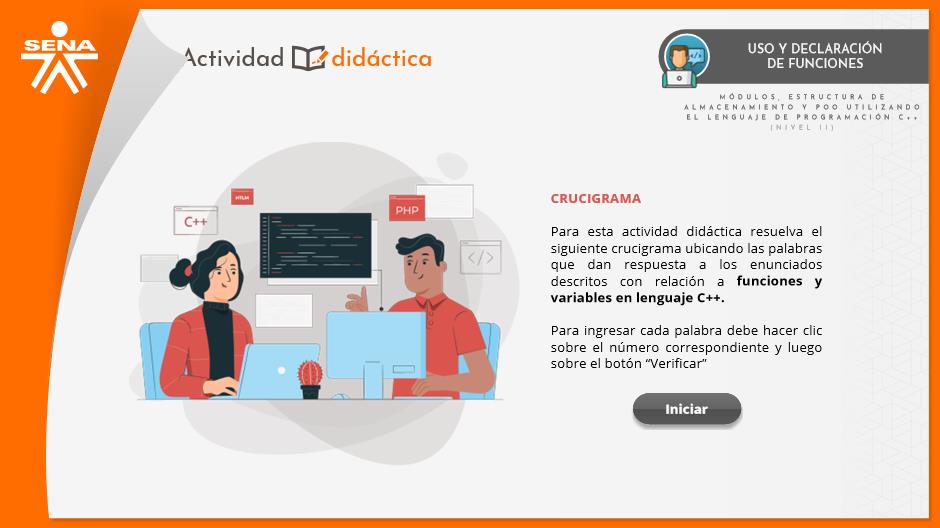 SENA
Actividad didáctica
USO Y DECLARACIÓN
DE FUNCIONES
MÓDULOS, ESTRUCTURA DE
ALMACENAMIENTO Y POO UTILIZANDO
EL LENGUAJE DE PROGRAMACIÓN C++
(NIVEL II)
HTLM
C++
PHP
</>
CRUCIGRAMA
Para esta actividad didáctica resuelva el
siguiente crucigrama ubicando las palabras
que dan respuesta a los enunciados
descritos con relación a funciones y
variables en lenguaje C++.
Para ingresar cada palabra debe hacer clic
sobre el número correspondiente y luego
sobre el botón “Verificar”
Iniciar